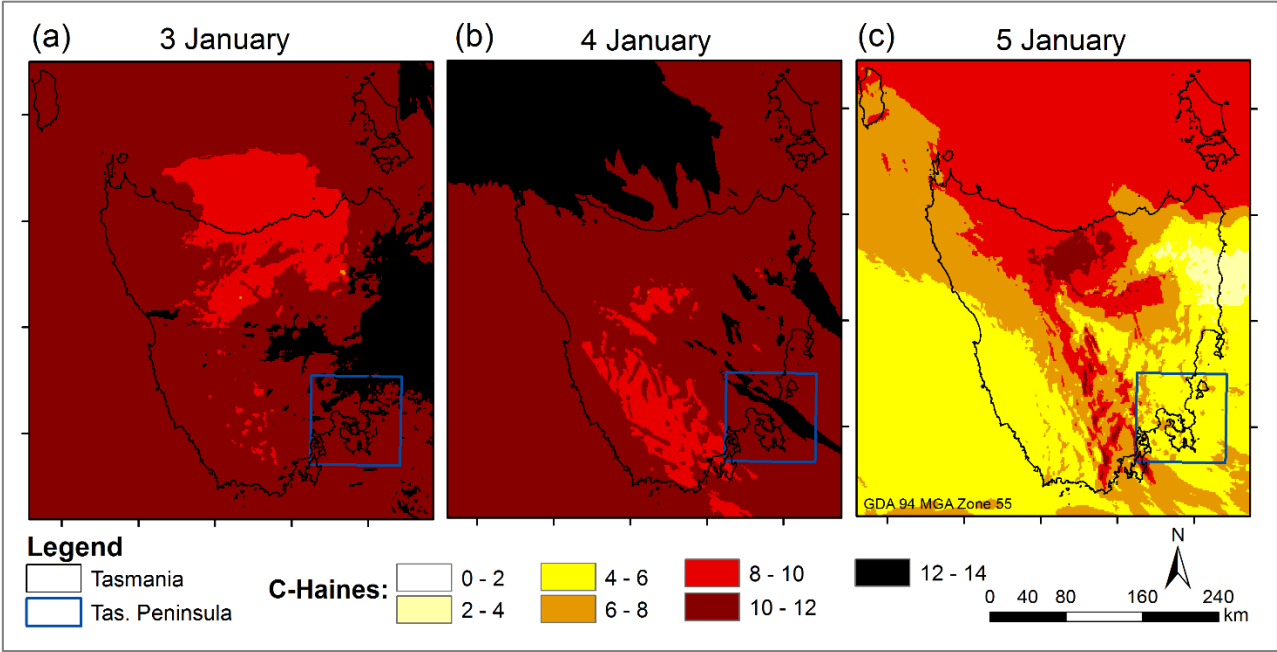 (a) 3 January
(b) 4 January
(c) 5 January
GDA 94 MGA Zone 55
Legend
Tasmania
Tas. Peninsula
C-Haines:
0 - 2
2 - 4
4 - 6
6 - 8
8 - 10
10 - 12
12 - 14
N
0 40 80 160 240
km